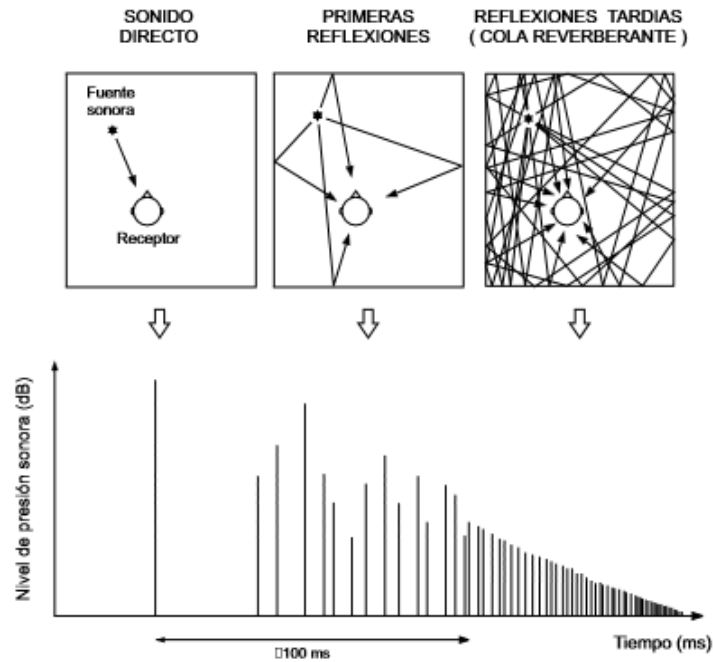 SONIDO
DIRECTO
PRIMERAS
REFLEXIONES
REFLEXIONES TARDIAS
( COLA REVERBERANTE )
Fuente
sonora
Receptor
Nivel de presión sonora (dB)
□100 ms
Tiempo (ms)